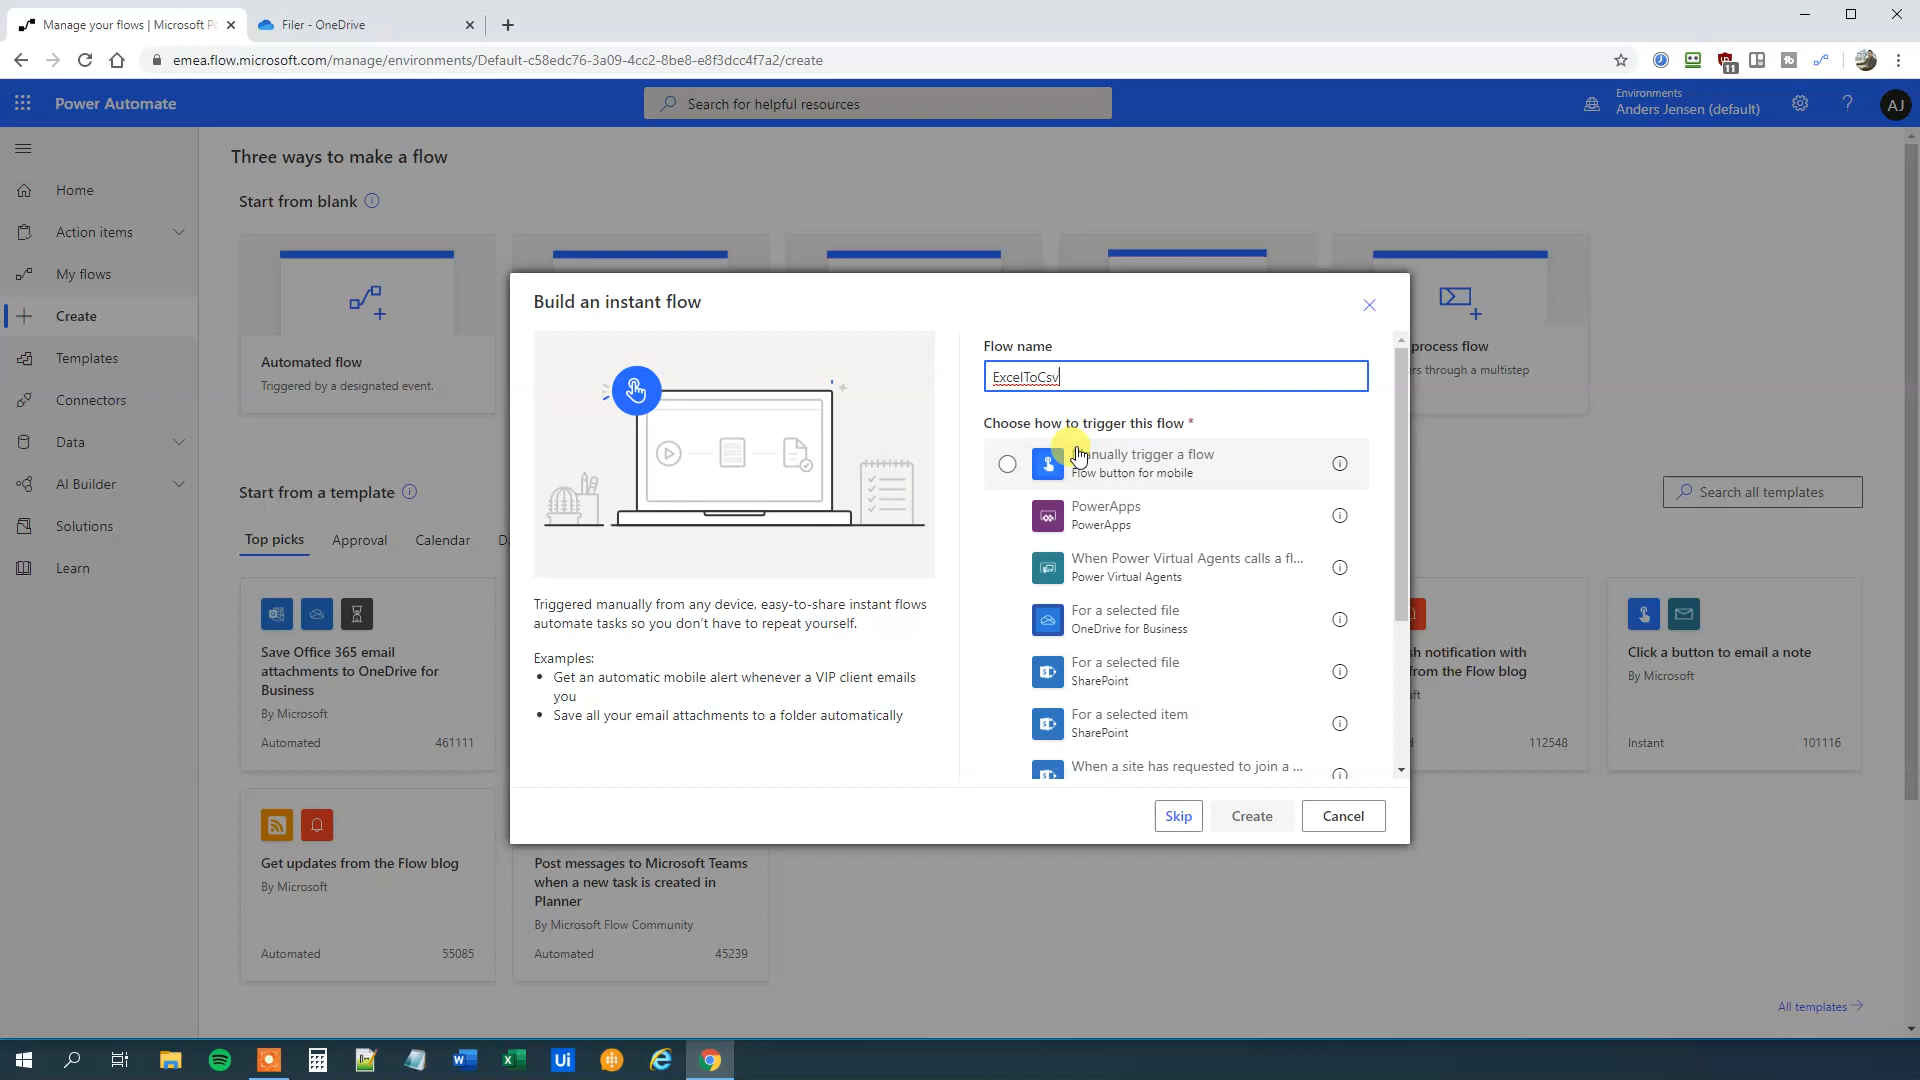 Manage your flows | Microsoft Po
Filer - OneDrive
emea.flow.microsoft.com/manage/environments/Default-c58edc76-3a09-4cc2-8be8-e8f3dcc4f7a2/create
11
Power Automate
Search for helpful resources
Environments
Anders Jensen (default)
AJ
Home
Action items
My flows
Create
Templates
Connectors
Data
AI Builder
Solutions
Learn
Three ways to make a flow
Start from blank
Automated flow
Triggered by a designated event.
process flow
ers through a multistep
Start from a template
Search all templates
Top picks
Approval
Calendar
Build an instant flow
Triggered manually from any device, easy-to-share instant flows
automate tasks so you don't have to repeat yourself.
Examples:
• Get an automatic mobile alert whenever a VIP client emails
you
• Save all your email attachments to a folder automatically
Flow name
ExcelToCsv
Choose how to trigger this flow *
anually trigger a flow
Flow button for mobile
PowerApps
PowerApps
When Power Virtual Agents calls a fl...
Power Virtual Agents
For a selected file
OneDrive for Business
For a selected file
SharePoint
For a selected item
SharePoint
When a site has requested to join a ...
Skip
Create
Cancel
Save Office 365 email
attachments to OneDrive for
Business
By Microsoft
Automated
461111
sh notification with
from the Flow blog
ft
112548
Click a button to email a note
By Microsoft
Instant
101116
Get updates from the Flow blog
By Microsoft
Automated
55085
Post messages to Microsoft Teams
when a new task is created in
Planner
By Microsoft Flow Community
Automated
45239
All templates
Ui